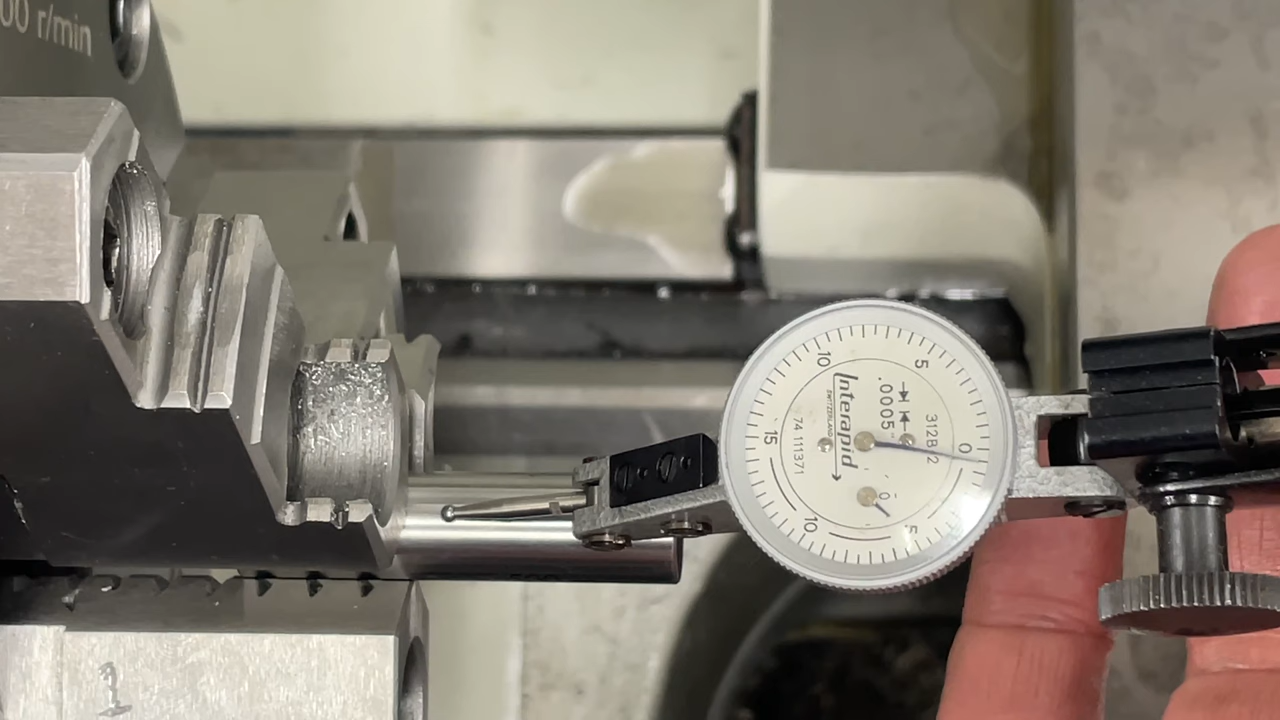 00 r/min
Interapid
SWITZERLAND
.0005"
312B 2
74 111371
0
5
10
15
10
5
0